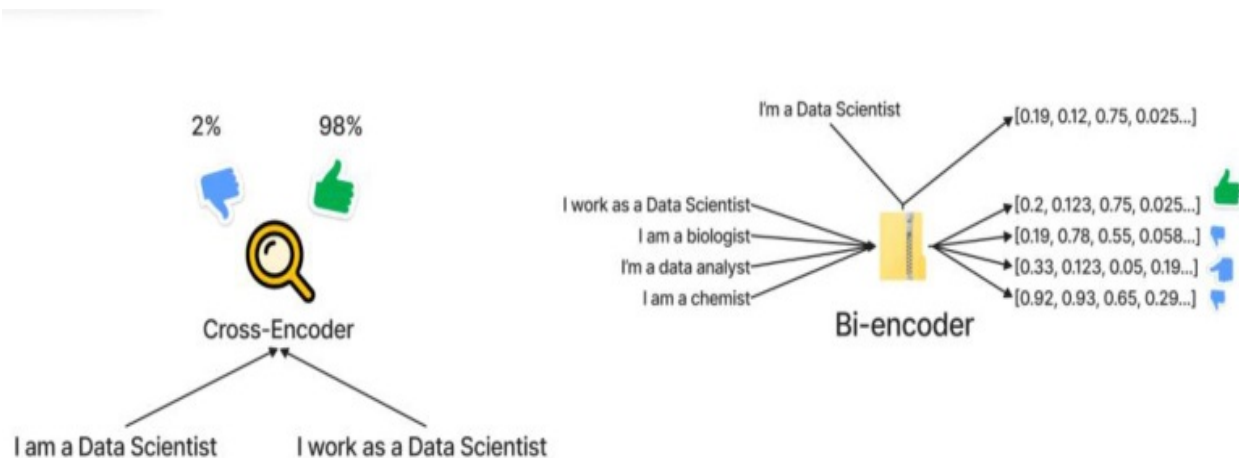 2%
98%
Cross-Encoder
I am a Data Scientist
I work as a Data Scientist
I'm a Data Scientist
[0.19, 0.12, 0.75, 0.025...]
I work as a Data Scientist
[0.2, 0.123, 0.75, 0.025...]
I am a biologist
[0.19, 0.78, 0.55, 0.058...]
I'm a data analyst
[0.33, 0.123, 0.05, 0.19...]
I am a chemist
[0.92, 0.93, 0.65, 0.29...]
Bi-encoder